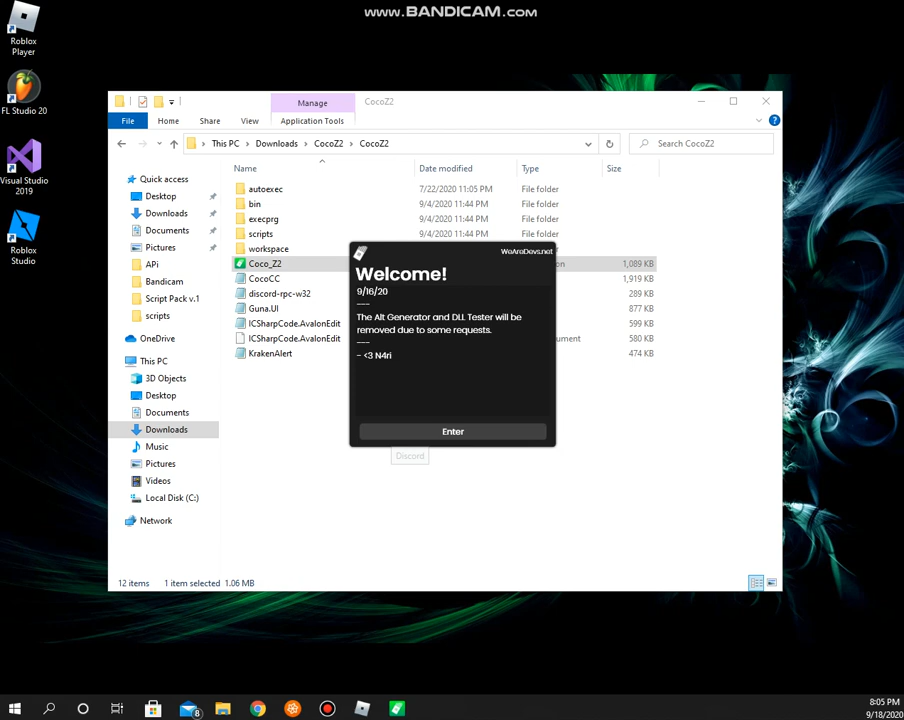 www.BANDICAM.com
Roblox
Player
FL Studio 20
Visual Studio
2019
Roblox
Studio
Manage
CocoZ2
File
Home
Share
View
Application Tools
This PC > Downloads > CocoZ2 > CocoZ2
Search CocoZ2
Name
Date modified
Type
Size
Quick access
Desktop
Downloads
Documents
Pictures
APi
Bandicam
Script Pack v.1
scripts
OneDrive
This PC
3D Objects
Desktop
Documents
Downloads
Music
Pictures
Videos
Local Disk (C:)
Network
autoexec 7/22/2020 11:05 PM File folder
bin 9/4/2020 11:44 PM File folder
execprg 9/4/2020 11:44 PM File folder
scripts 9/4/2020 11:44 PM File folder
workspace
Coco_Z2 1,089 KB
CocoCC 1,919 KB
discord-rpc-w32 289 KB
Guna.UI 877 KB
ICSharpCode.AvalonEdit 599 KB
ICSharpCode.AvalonEdit 580 KB
KrakenAlert 474 KB
WeAreDevs.net
Welcome!
9/16/20
---
The Alt Generator and DLL Tester will be
removed due to some requests.
---
- <3 N4ri
Enter
Discord
12 items 1 item selected 1.06 MB
8
8:05 PM
9/18/2020